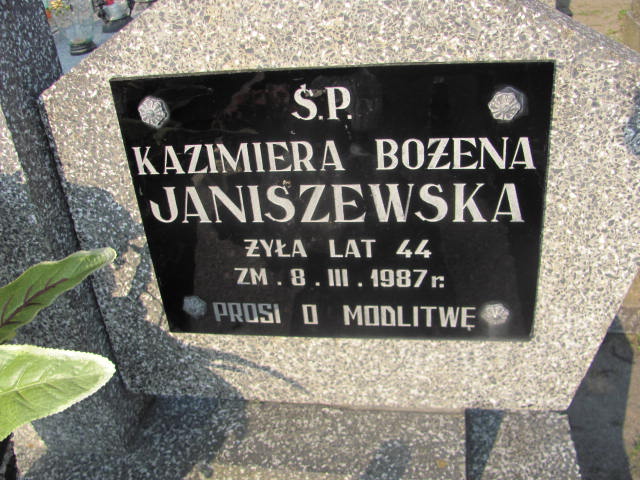 Ś.P.
KAZIMIERA BOŻENA
JANISZEWSKA
ŻYŁA LAT 44
ZM. 8. III. 1987 r.
PROSI O MODLITWĘ